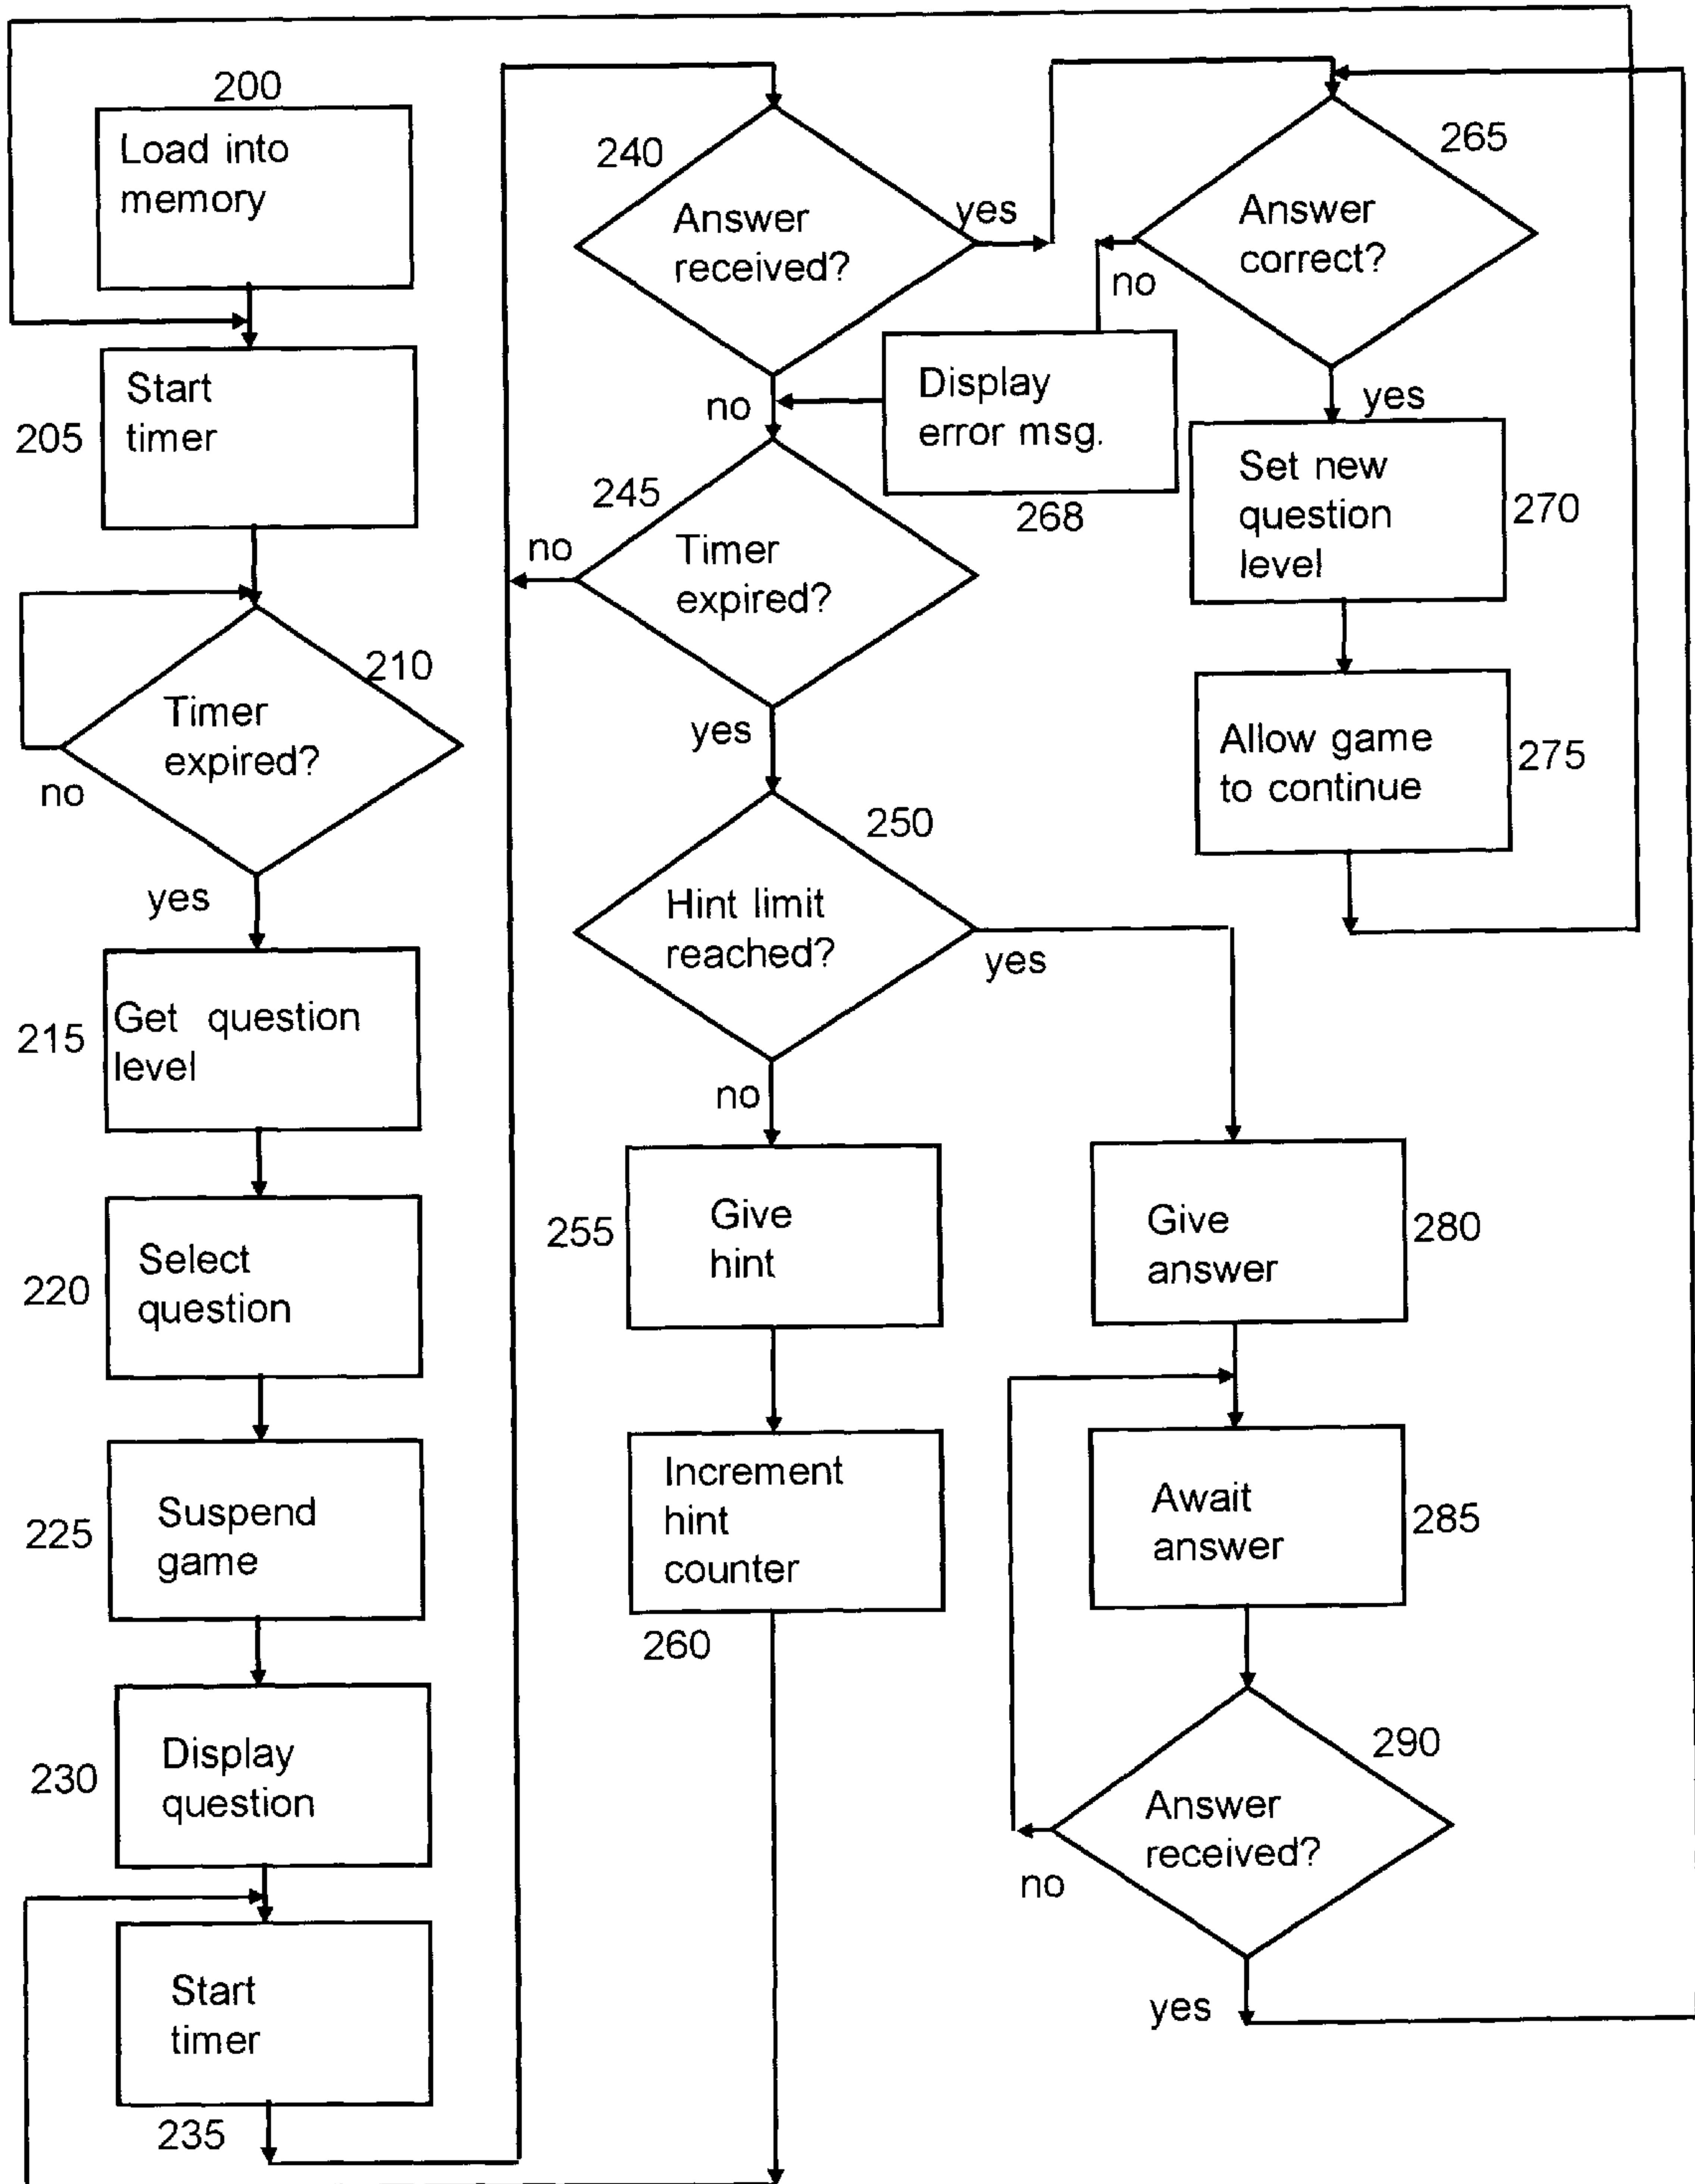 200
Load into
memory
205
Start
timer
210
Timer
expired?
no
yes
215
Get question
level
220
Select
question
225
Suspend
game
230
Display
question
Start
timer
235
240
Answer
received?
yes
no
245
Timer
expired?
no
yes
250
Hint limit
reached?
yes
no
255
Give
hint
Increment
hint
counter
260
265
Answer
correct?
no
yes
Display
error msg.
268
Set new
question
level
270
Allow game
to continue
275
Give
answer
280
Await
answer
285
290
Answer
received?
no
yes